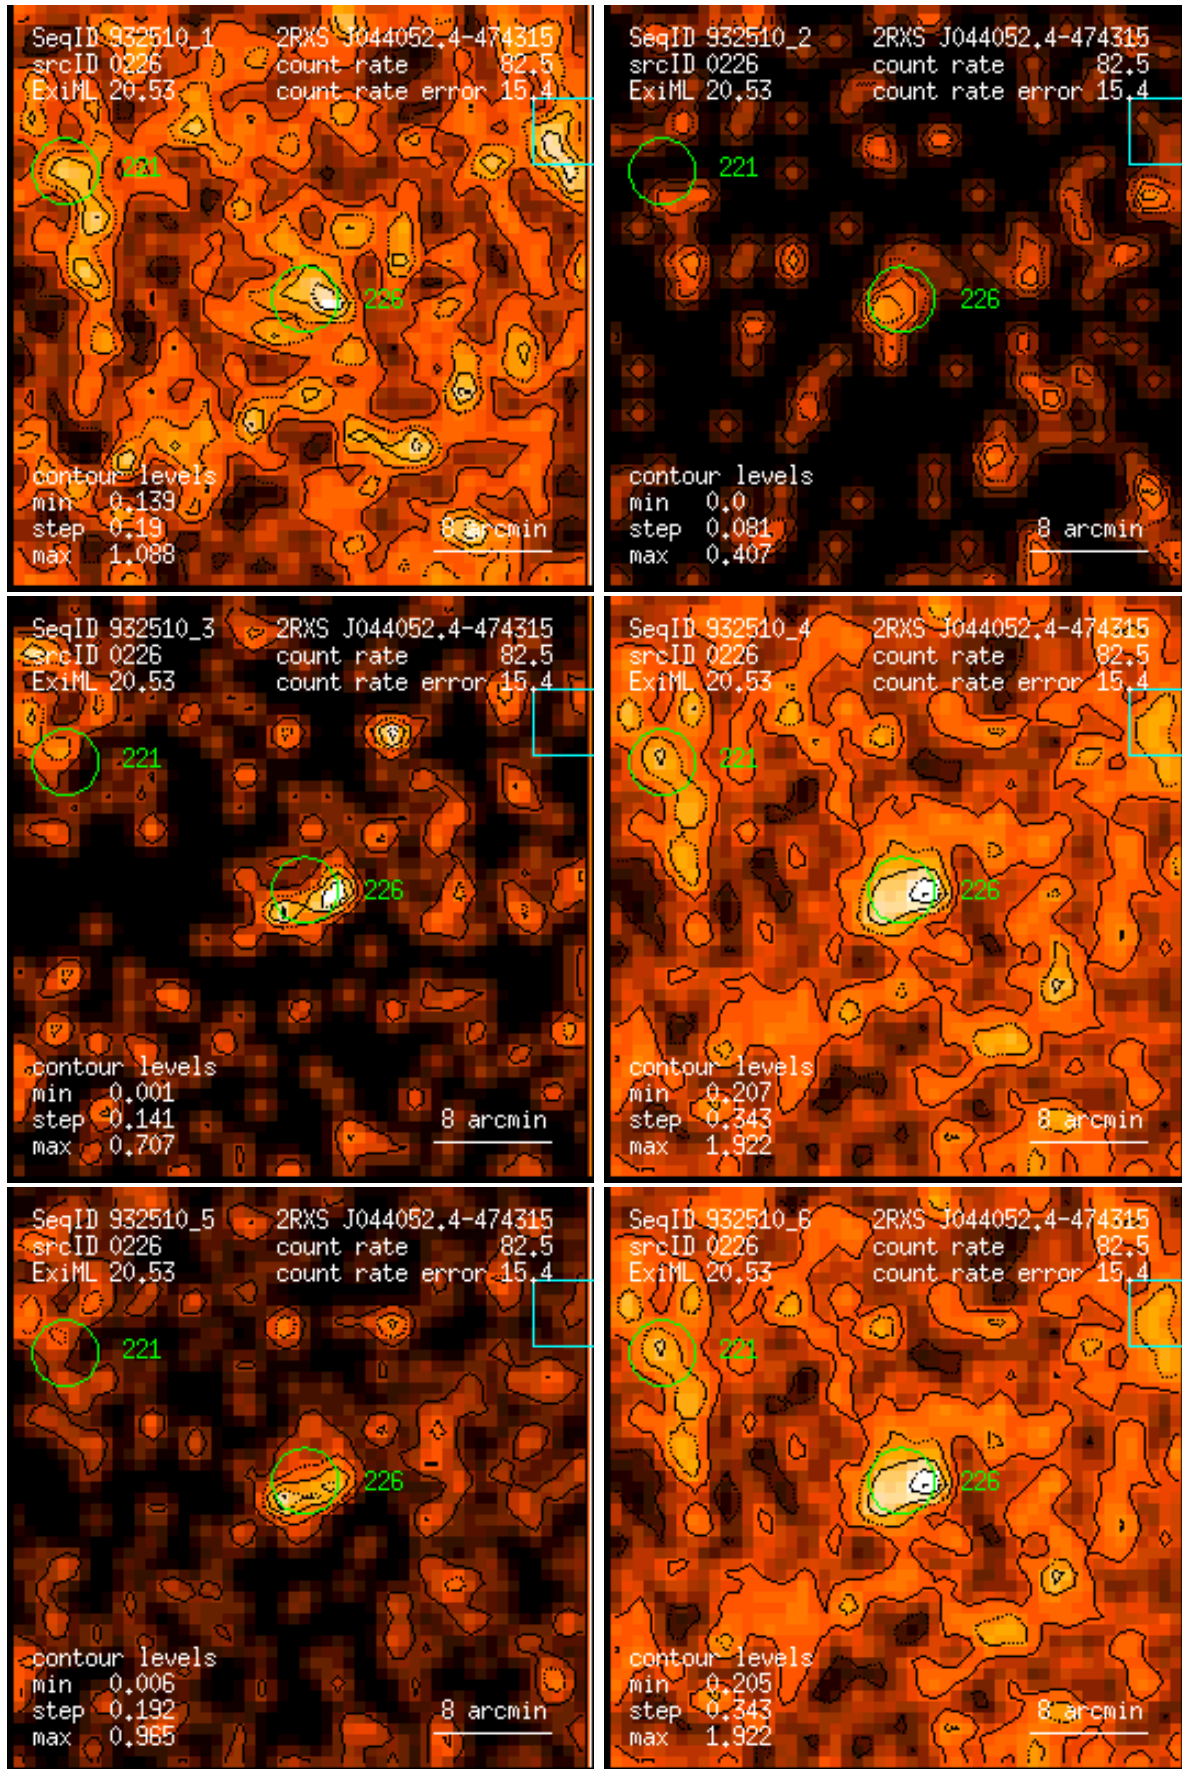 SeqID 932510_1 2RXS J044052.4-474315
srcID 0226 count rate 82.5
ExiML 20.53 count rate error 15.4
221
226
contour levels
min 0.139
step 0.19 8 arcmin
max 1.088
SeqID 932510_2 2RXS J044052.4-474315
srcID 0226 count rate 82.5
ExiML 20.53 count rate error 15.4
221
226
contour levels
min 0.0
step 0.081 8 arcmin
max 0.407
SeqID 932510_3 2RXS J044052.4-474315
srcID 0226 count rate 82.5
ExiML 20.53 count rate error 15.4
221
226
contour levels
min 0.001
step 0.141 8 arcmin
max 0.707
SeqID 932510_4 2RXS J044052.4-474315
srcID 0226 count rate 82.5
ExiML 20.53 count rate error 15.4
221
226
contour levels
min 0.207
step 0.343 8 arcmin
max 1.922
SeqID 932510_5 2RXS J044052.4-474315
srcID 0226 count rate 82.5
ExiML 20.53 count rate error 15.4
221
226
contour levels
min 0.006
step 0.192 8 arcmin
max 0.965
SeqID 932510_6 2RXS J044052.4-474315
srcID 0226 count rate 82.5
ExiML 20.53 count rate error 15.4
221
226
contour levels
min 0.205
step 0.343 8 arcmin
max 1.922